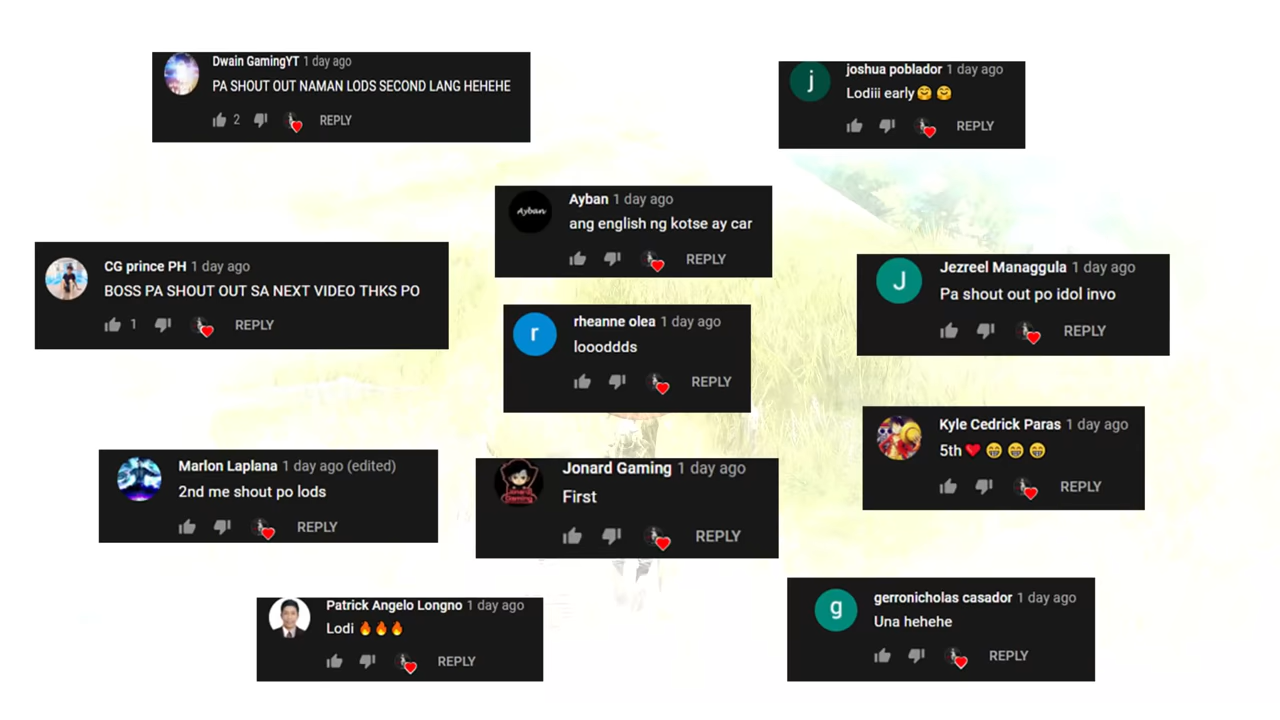 Dwain GamingYT 1 day ago
PA SHOUT OUT NAMAN LODS SECOND LANG HEHEHE
2 REPLY
joshua poblador 1 day ago
Lodiii early🤗 🤗
REPLY
Ayban
Ayban 1 day ago
ang english ng kotse ay car
REPLY
CG prince PH 1 day ago
BOSS PA SHOUT OUT SA NEXT VIDEO THKS PO
1 REPLY
J
Jezreel Managgula 1 day ago
Pa shout out po idol invo
REPLY
r
rheanne olea 1 day ago
loooddds
REPLY
Kyle Cedrick Paras 1 day ago
5th❤️ 😁 😁 😁
REPLY
Marlon Laplana 1 day ago (edited)
2nd me shout po lods
REPLY
Jonard Gaming
Jonard Gaming 1 day ago
First
REPLY
Patrick Angelo Longno 1 day ago
Lodi 🔥🔥🔥
REPLY
g
gerronicholas casador 1 day ago
Una hehehe
REPLY
j